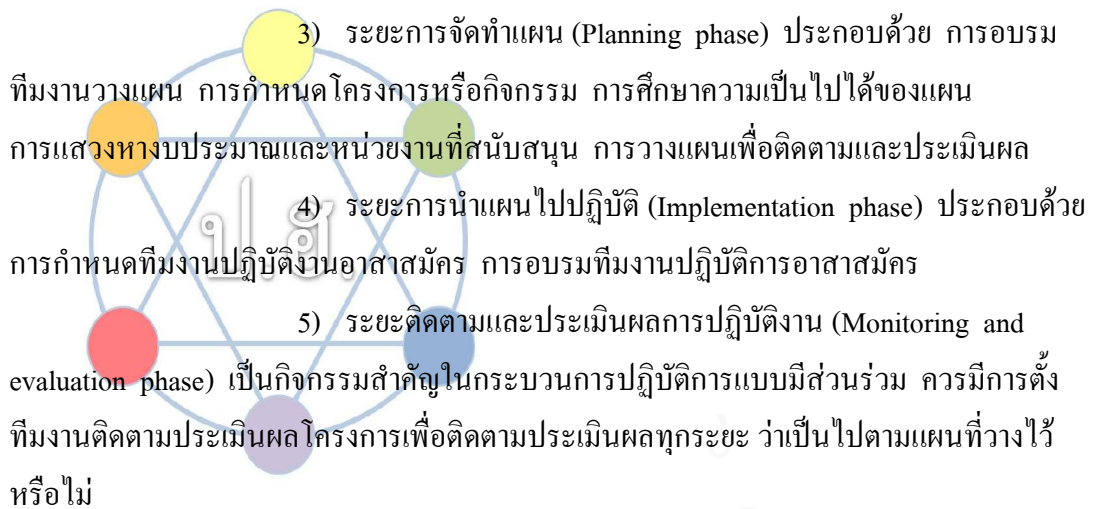 3) ระยะการจัดทำแผน (Planning phase) ประกอบด้วย การอบรม
ทีมงานวางแผน การกำหนดโครงการหรือกิจกรรม การศึกษาความเป็นไปได้ของแผน
การแสวงหางบประมาณและหน่วยงานที่สนับสนุน การวางแผนเพื่อติดตามและประเมินผล
4) ระยะการนำแผนไปปฏิบัติ (Implementation phase) ประกอบด้วย
การกำหนดทีมงานปฏิบัติงานอาสาสมัคร การอบรมทีมงานปฏิบัติการอาสาสมัคร
5) ระยะติดตามและประเมินผลการปฏิบัติงาน (Monitoring and
evaluation phase) เป็นกิจกรรมสำคัญในกระบวนการปฏิบัติการแบบมีส่วนร่วม ควรมีการตั้ง
ทีมงานติดตามประเมินผลโครงการเพื่อติดตามประเมินผลทุกระยะ ว่าเป็นไปตามแผนที่วางไว้
หรือไม่